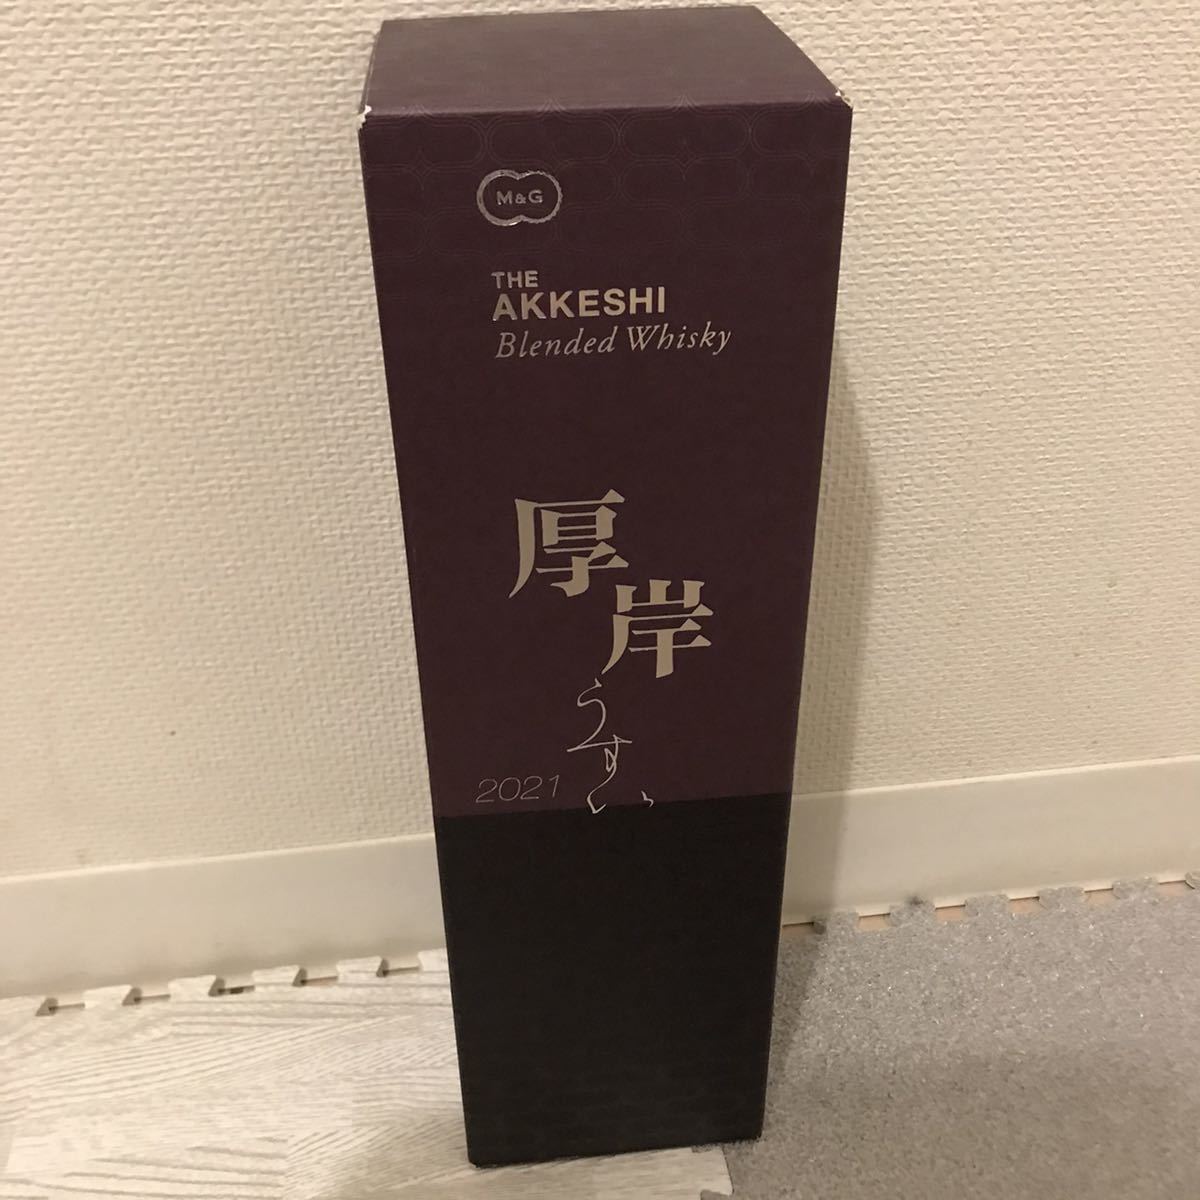 M&G
THE
AKKESHI
Blended Whisky
厚岸
うすい
2021